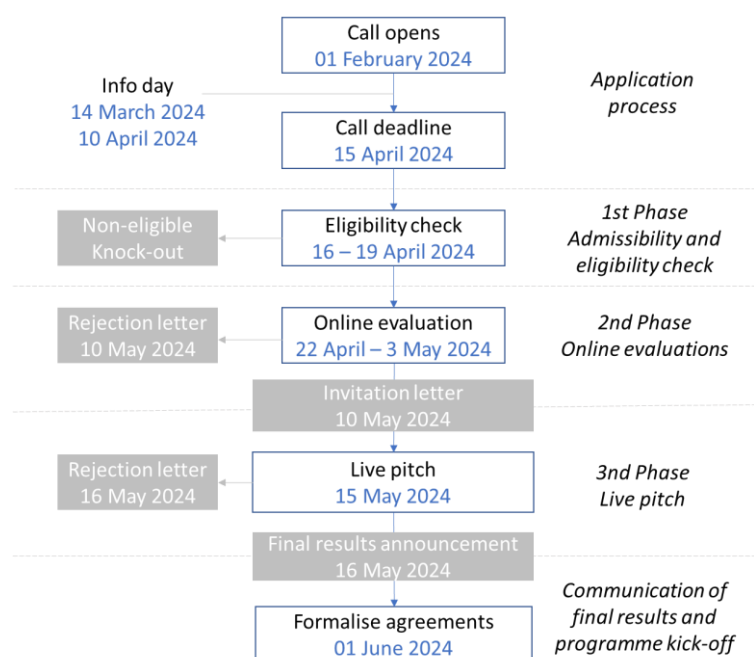 Call opens
01 February 2024
Info day
14 March 2024
10 April 2024
Application
process
Call deadline
15 April 2024
Non-eligible
Knock-out
Eligibility check
16 – 19 April 2024
1st Phase
Admissibility and
eligibility check
Rejection letter
10 May 2024
Online evaluation
22 April – 3 May 2024
2nd Phase
Online evaluations
Invitation letter
10 May 2024
Rejection letter
16 May 2024
Live pitch
15 May 2024
3nd Phase
Live pitch
Final results announcement
16 May 2024
Formalise agreements
01 June 2024
Communication of
final results and
programme kick-off